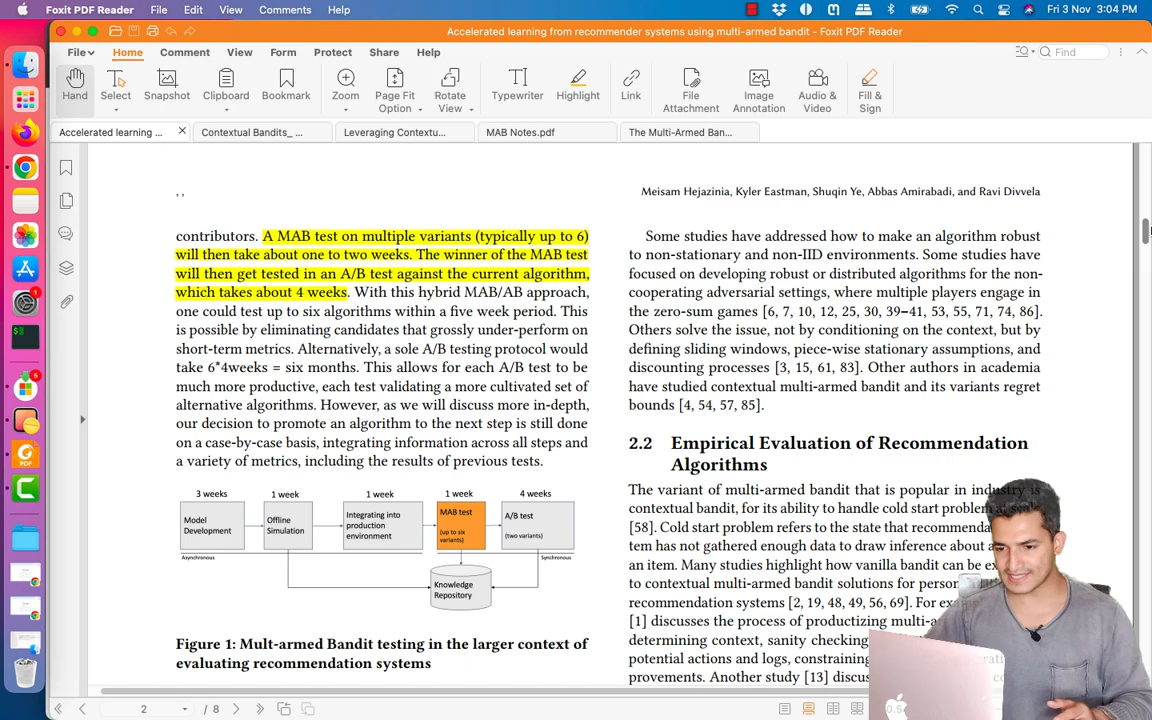 Foxit PDF Reader File Edit View Comments Help Fri 3 Nov 3:04 PM
Accelerated learning from recommender systems using multi-armed bandit - Foxit PDF Reader
File Home Comment View Form Protect Share Help Find
Hand Select Snapshot Clipboard Bookmark Zoom Page Fit Option Rotate View Typewriter Highlight Link File Attachment Image Annotation Audio & Video Fill & Sign
Accelerated learning ... Contextual Bandits_ ... Leveraging Contextu... MAB Notes.pdf The Multi-Armed Ban...
, ,
Meisam Hejazinia, Kyler Eastman, Shuqin Ye, Abbas Amirabadi, and Ravi Divvela
contributors. A MAB test on multiple variants (typically up to 6)
will then take about one to two weeks. The winner of the MAB test
will then get tested in an A/B test against the current algorithm,
which takes about 4 weeks. With this hybrid MAB/AB approach,
one could test up to six algorithms within a five week period. This
is possible by eliminating candidates that grossly under-perform on
short-term metrics. Alternatively, a sole A/B testing protocol would
take 6*4weeks = six months. This allows for each A/B test to be
much more productive, each test validating a more cultivated set of
alternative algorithms. However, as we will discuss more in-depth,
our decision to promote an algorithm to the next step is still done
on a case-by-case basis, integrating information across all steps and
a variety of metrics, including the results of previous tests.
3 weeks 1 week 1 week 1 week 4 weeks
Model Development
Offline Simulation
Integrating into production environment
MAB test (up to six variants)
A/B test (two variants)
Asynchronous
Synchronous
Knowledge Repository
Figure 1: Mult-armed Bandit testing in the larger context of
evaluating recommendation systems
Some studies have addressed how to make an algorithm robust
to non-stationary and non-IID environments. Some studies have
focused on developing robust or distributed algorithms for the non-
cooperating adversarial settings, where multiple players engage in
the zero-sum games [6, 7, 10, 12, 25, 30, 39–41, 53, 55, 71, 74, 86].
Others solve the issue, not by conditioning on the context, but by
defining sliding windows, piece-wise stationary assumptions, and
discounting processes [3, 15, 61, 83]. Other authors in academia
have studied contextual multi-armed bandit and its variants regret
bounds [4, 54, 57, 85].
2.2 Empirical Evaluation of Recommendation
Algorithms
The variant of multi-armed bandit that is popular in industry is
contextual bandit, for its ability to handle cold start problem
[58]. Cold start problem refers to the state that
tem has not gathered enough data to draw inference about
an item. Many studies highlight how vanilla bandit can be
to contextual multi-armed bandit solutions for
recommendation systems [2, 19, 48, 49, 56, 69]. For
[1] discusses the process of productizing
determining context, sanity checking
potential actions and logs, constraining
provements. Another study [13]
2 / 8